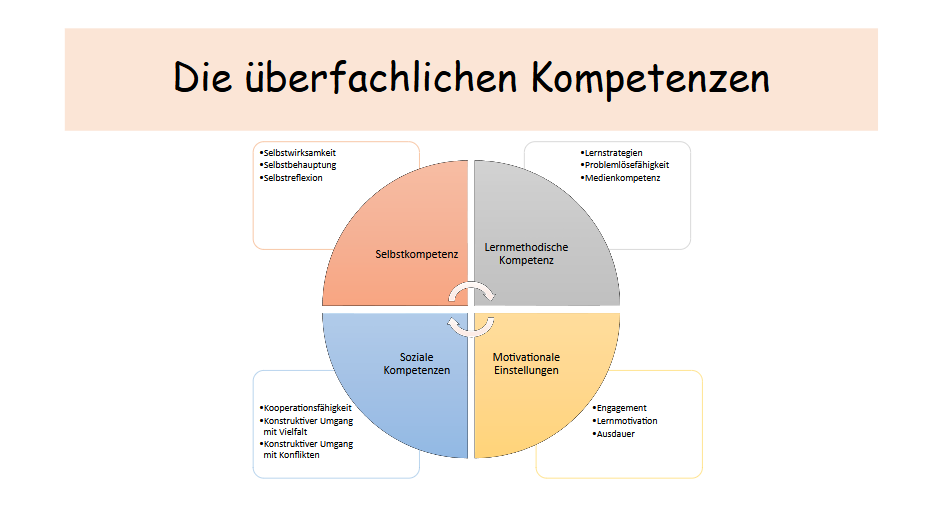 Die überfachlichen Kompetenzen
•Selbstwirksamkeit
•Selbstbehauptung
•Selbstreflexion
•Lernstrategien
•Problemlösefähigkeit
•Medienkompetenz
Selbstkompetenz
Lernmethodische
Kompetenz
Soziale
Kompetenzen
Motivationale
Einstellungen
•Kooperationsfähigkeit
•Konstruktiver Umgang
mit Vielfalt
•Konstruktiver Umgang
mit Konflikten
•Engagement
•Lernmotivation
•Ausdauer